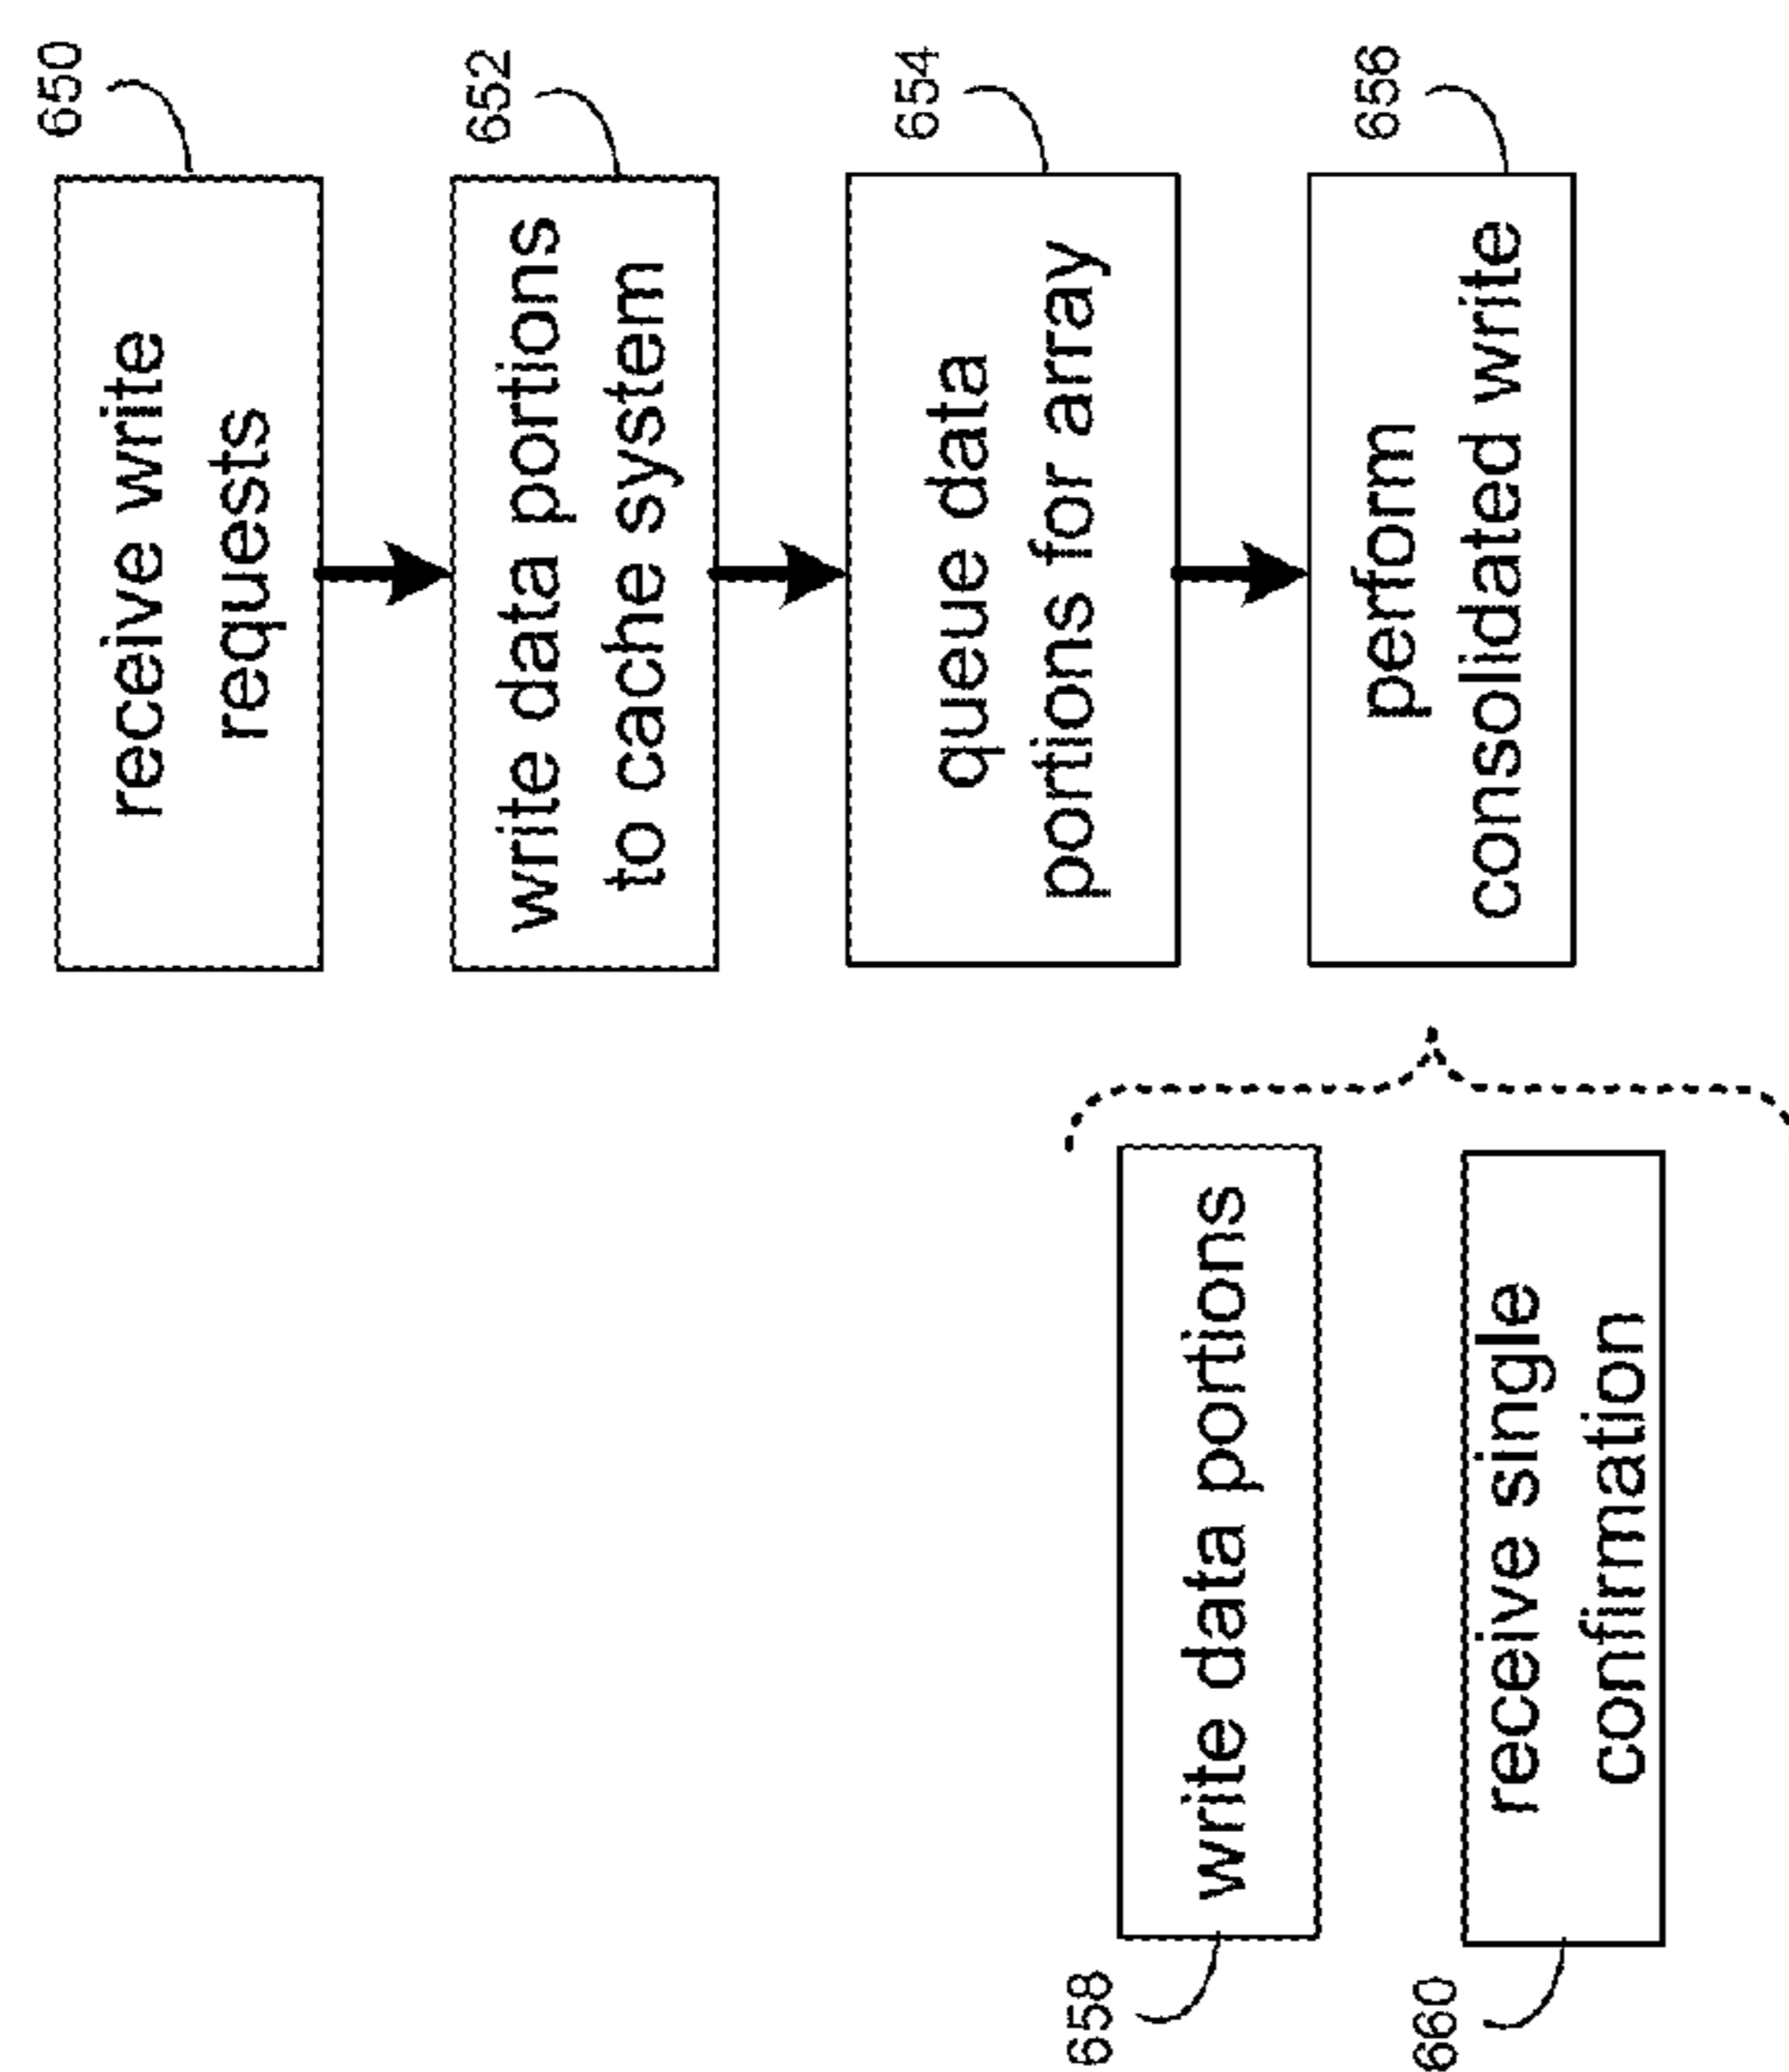 650
receive write
requests
652
write data portions
to cache system
654
queue data
portions for array
656
perform
consolidated write
658
write data portions
660
receive single
confirmation